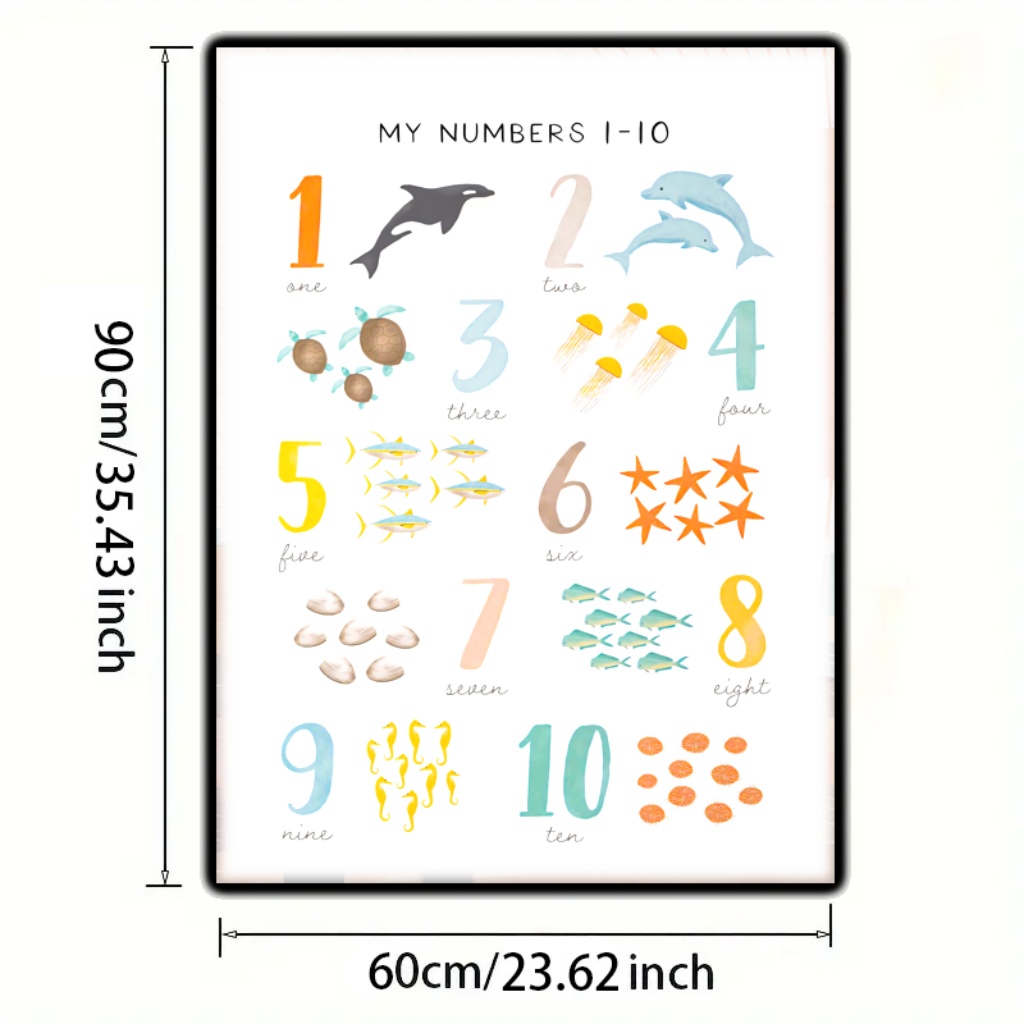 MY NUMBERS 1-10
1 2
one two
3 4
three four
5 6
five six
7 8
seven eight
9 10
nine ten
90cm/35.43 inch
60cm/23.62 inch